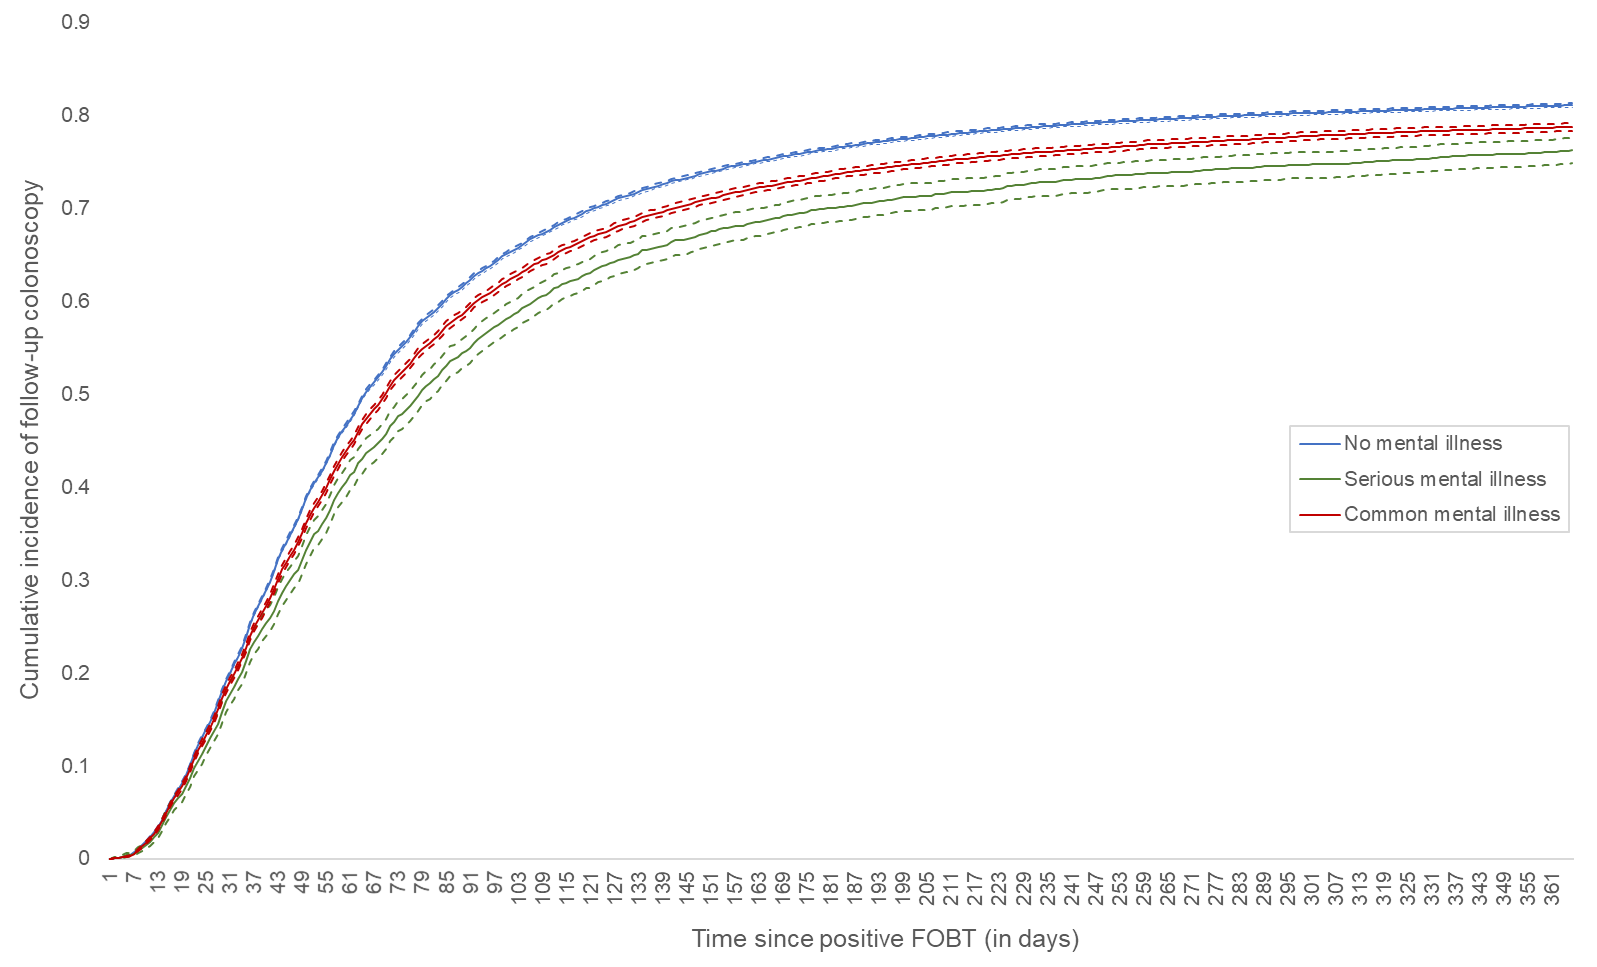 Cumulative incidence of follow-up colonoscopy
0.9
0.8
0.7
0.6
0.5
0.4
0.3
0.2
0.1
0
No mental illness
Serious mental illness
Common mental illness
1 7 13 19 25 31 37 43 49 55 61 67 73 79 85 91 97 103 109 115 121 127 133 139 145 151 157 163 169 175 181 187 193 199 205 211 217 223 229 235 241 247 253 259 265 271 277 283 289 295 301 307 313 319 325 331 337 343 349 355 361
Time since positive FOBT (in days)